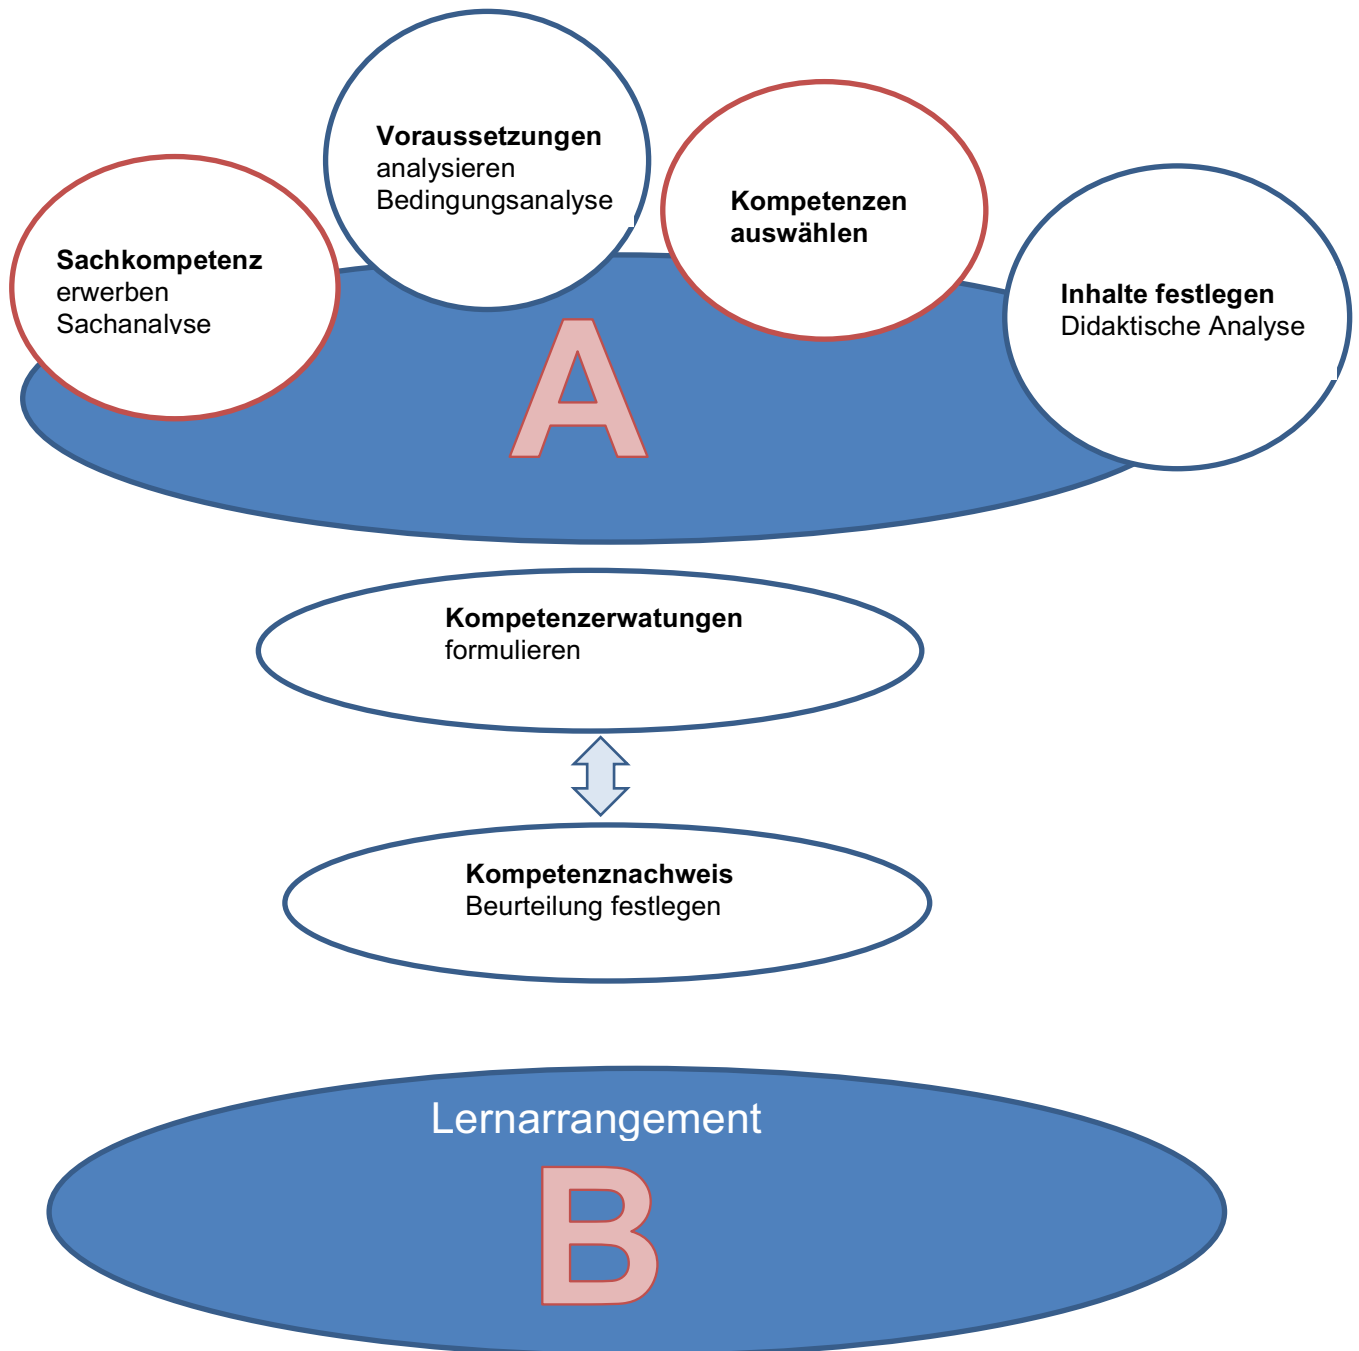 Voraussetzungen
analysieren
Bedingungsanalyse
Kompetenzen
auswählen
Sachkompetenz
erwerben
Sachanalyse
Inhalte festlegen
Didaktische Analyse
A
Kompetenzerwatungen
formulieren
Kompetenznachweis
Beurteilung festlegen
Lernarrangement
B